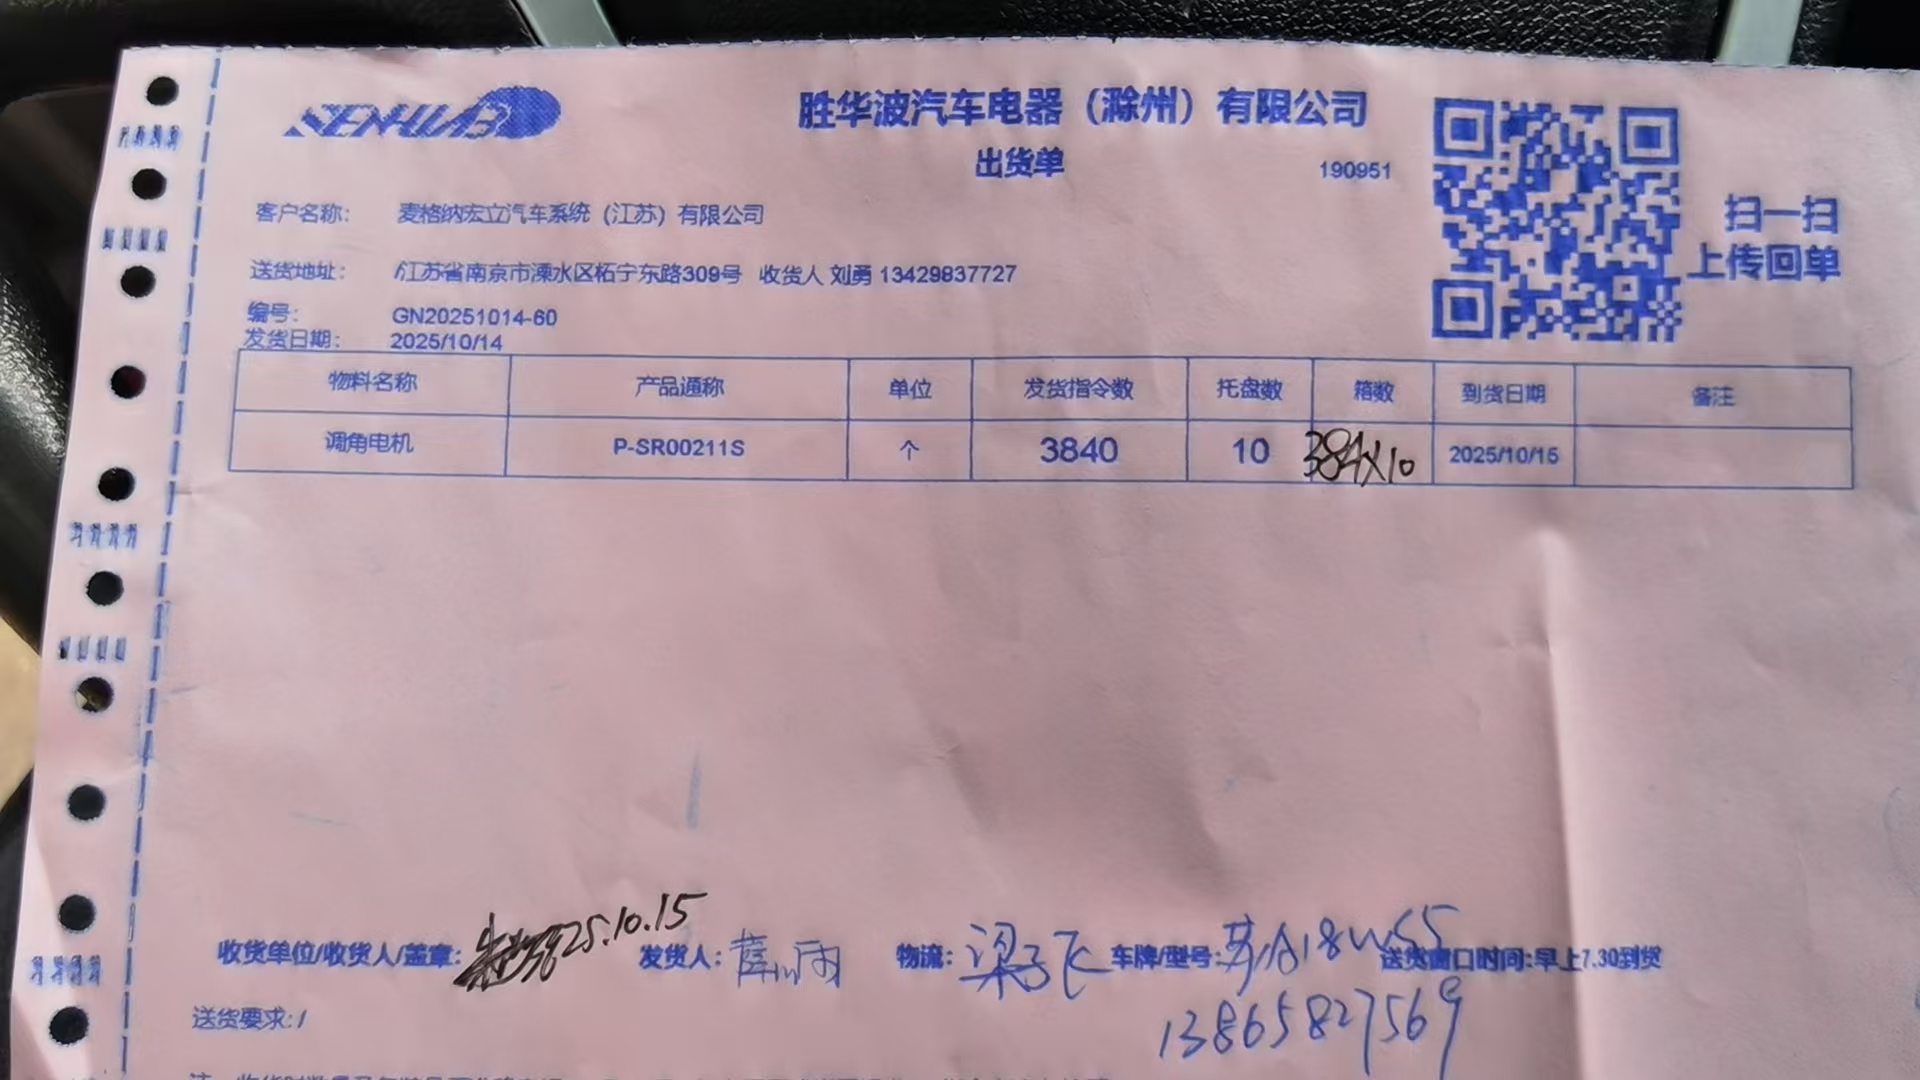 SENHWAB
胜华波汽车电器（滁州）有限公司
出货单
190951
扫一扫
上传回单
客户名称: 麦格纳宏立汽车系统（江苏）有限公司
送货地址: /江苏省南京市溧水区柘宁东路309号 收货人 刘勇 13429837727
编号: GN20251014-60
发货日期: 2025/10/14
物料名称 产品通称 单位 发货指令数 托盘数 箱数 到货日期 备注
调角电机 P-SR00211S 个 3840 10 384×10 2025/10/15
收货单位/收货人/盖章: 25.10.15 发货人: 物流: 梁飞 车牌/型号: 送货窗口时间:早上7.30到货
13865827569
送货要求:/